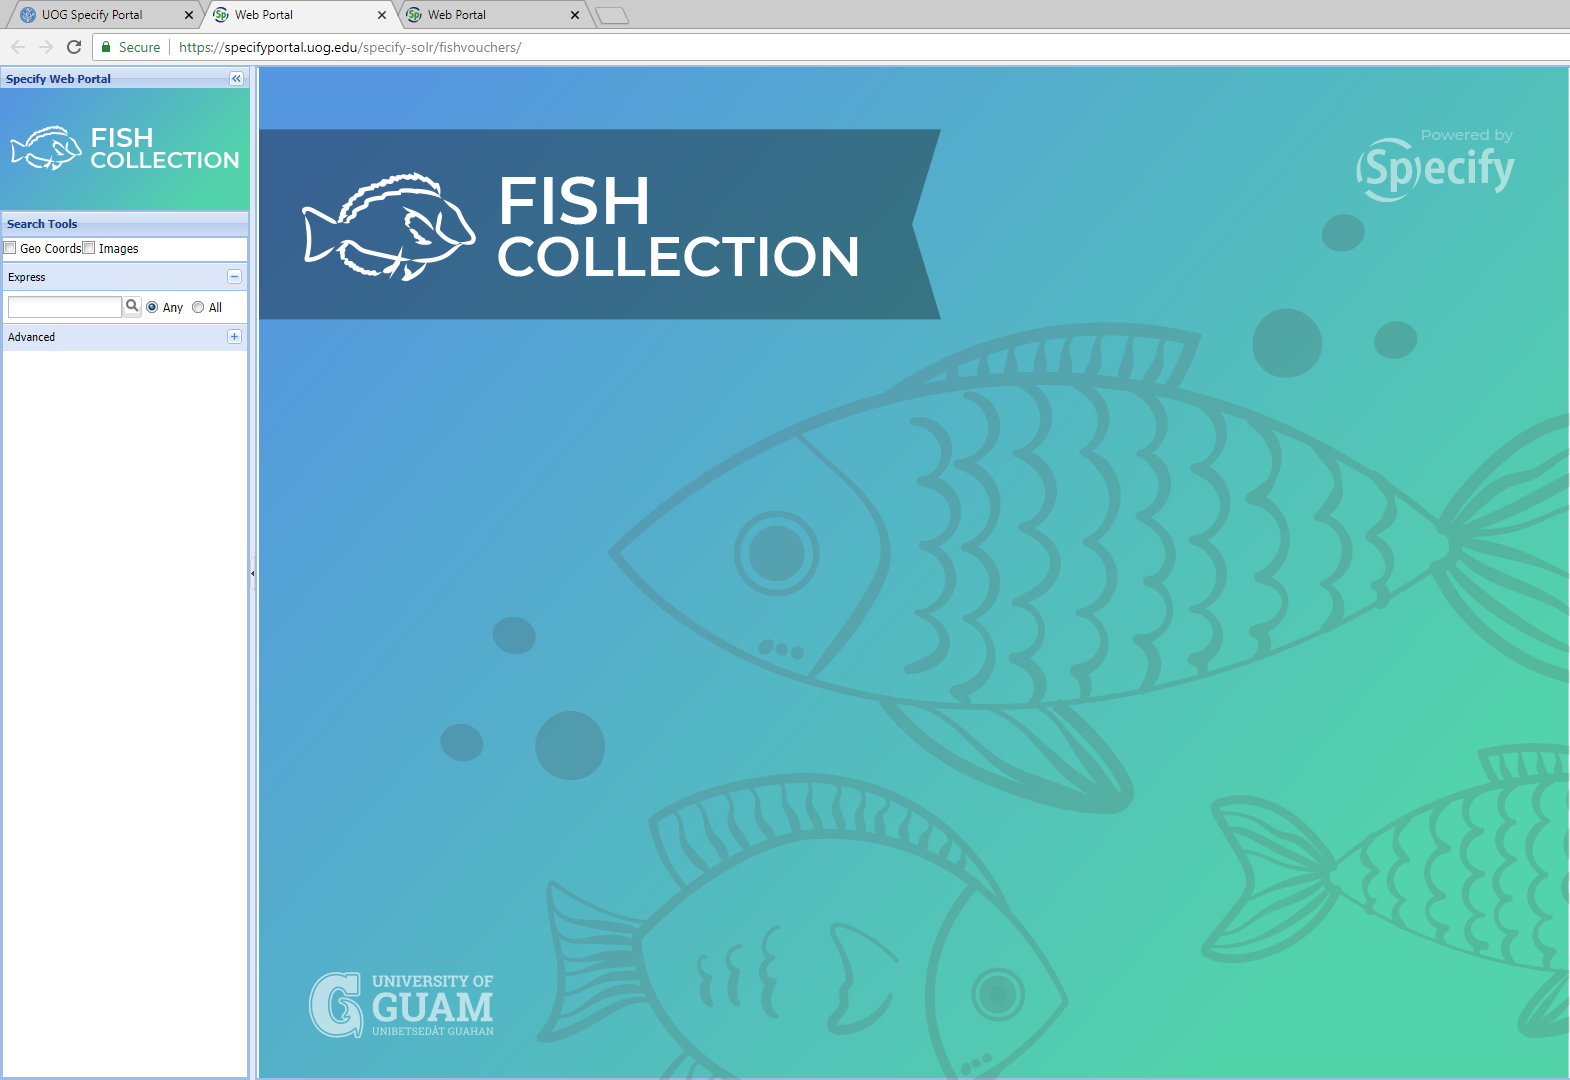 UOG Specify Portal
Web Portal
Web Portal
Secure
https://specifyportal.uog.edu/specify-solr/fishvouchers/
Specify Web Portal
FISH
COLLECTION
Search Tools
Geo Coords
Images
Express
Any
All
Advanced
FISH
COLLECTION
Powered by
Specify
UNIVERSITY OF
GUAM
UNIBETSEDÅT GUAHAN